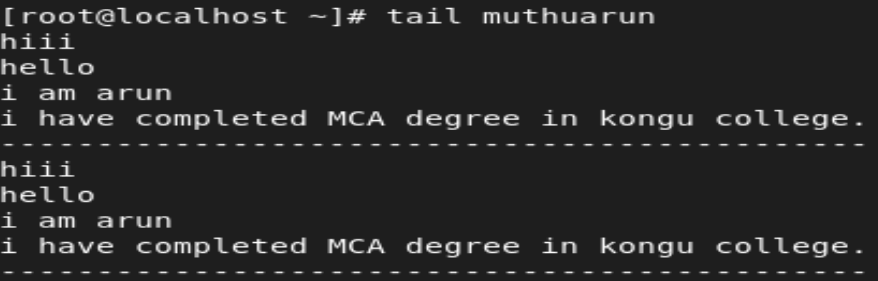 [root@localhost ~]# tail muthuarun
hiii
hello
i am arun
i have completed MCA degree in kongu college.
---------------------------------------------
hiii
hello
i am arun
i have completed MCA degree in kongu college.
---------------------------------------------